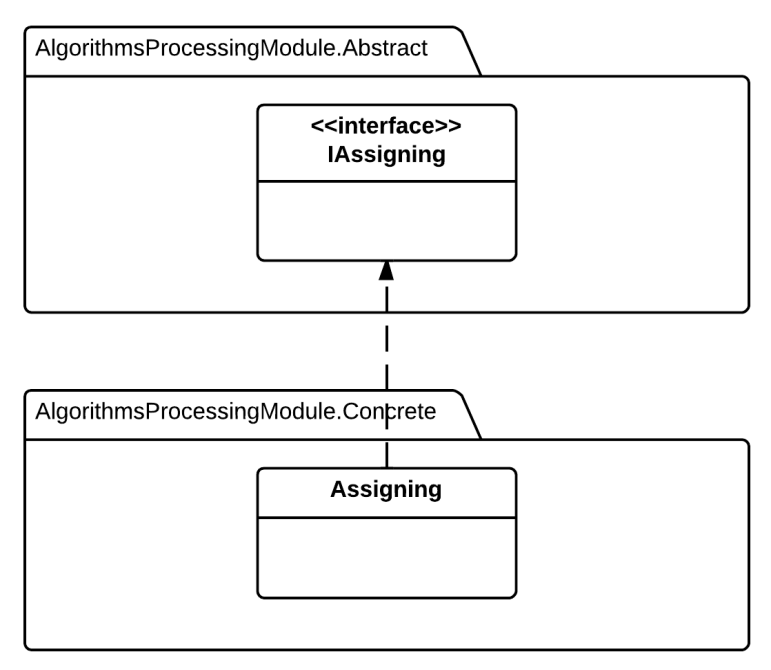 AlgorithmsProcessingModule.Abstract
<<interface>>
IAssigning
AlgorithmsProcessingModule.Concrete
Assigning